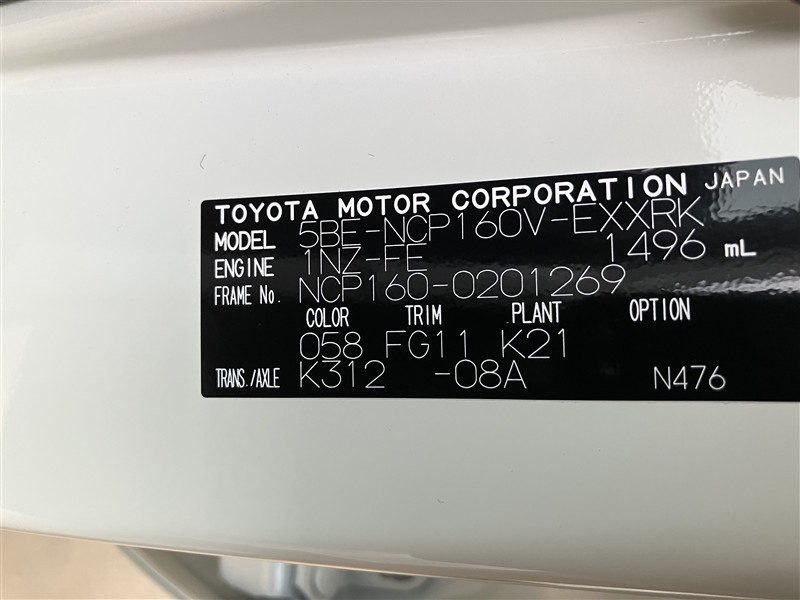 TOYOTA MOTOR CORPORATION JAPAN
MODEL 5BE-NCP160V-EXXRK
ENGINE 1NZ-FE 1496 mL
FRAME No. NCP160-0201269
COLOR TRIM PLANT OPTION
058 FG11 K21
TRANS./AXLE K312 -08A N476